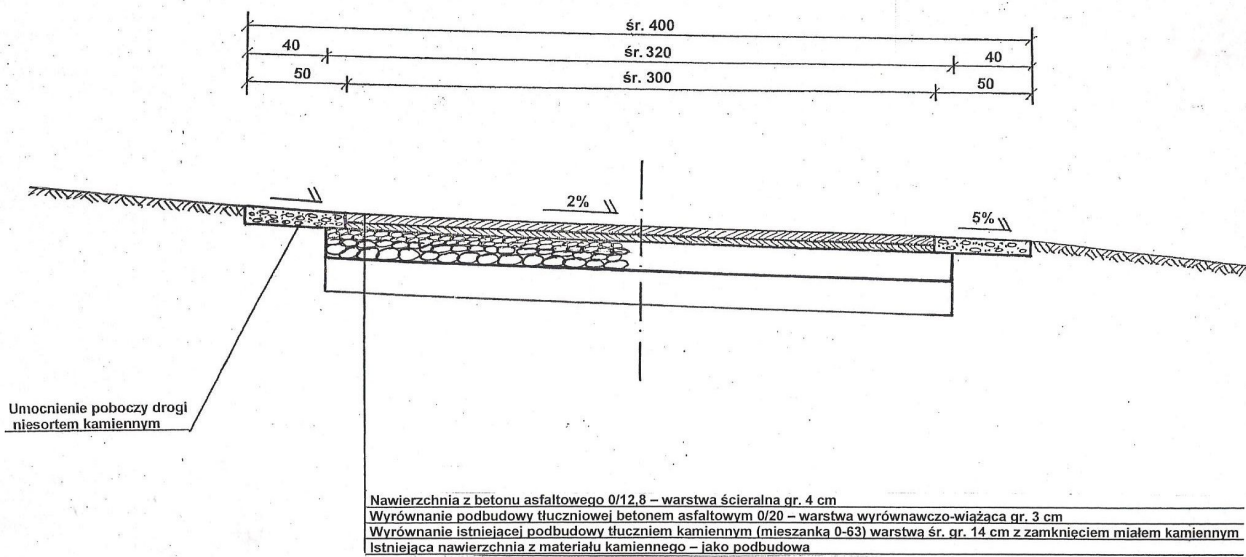 śr. 400
40
śr. 320
40
50
śr. 300
50
2%
5%
Umocnienie poboczy drogi
niesortem kamiennym
Nawierzchnia z betonu asfaltowego 0/12,8 – warstwa ścieralna gr. 4 cm
Wyrównanie podbudowy tłuczniowej betonem asfaltowym 0/20 – warstwa wyrównawczo-wiążąca gr. 3 cm
Wyrównanie istniejącej podbudowy tłuczniem kamiennym (mieszanką 0-63) warstwą śr. gr. 14 cm z zamknięciem miałem kamiennym
Istniejąca nawierzchnia z materiału kamiennego – jako podbudowa